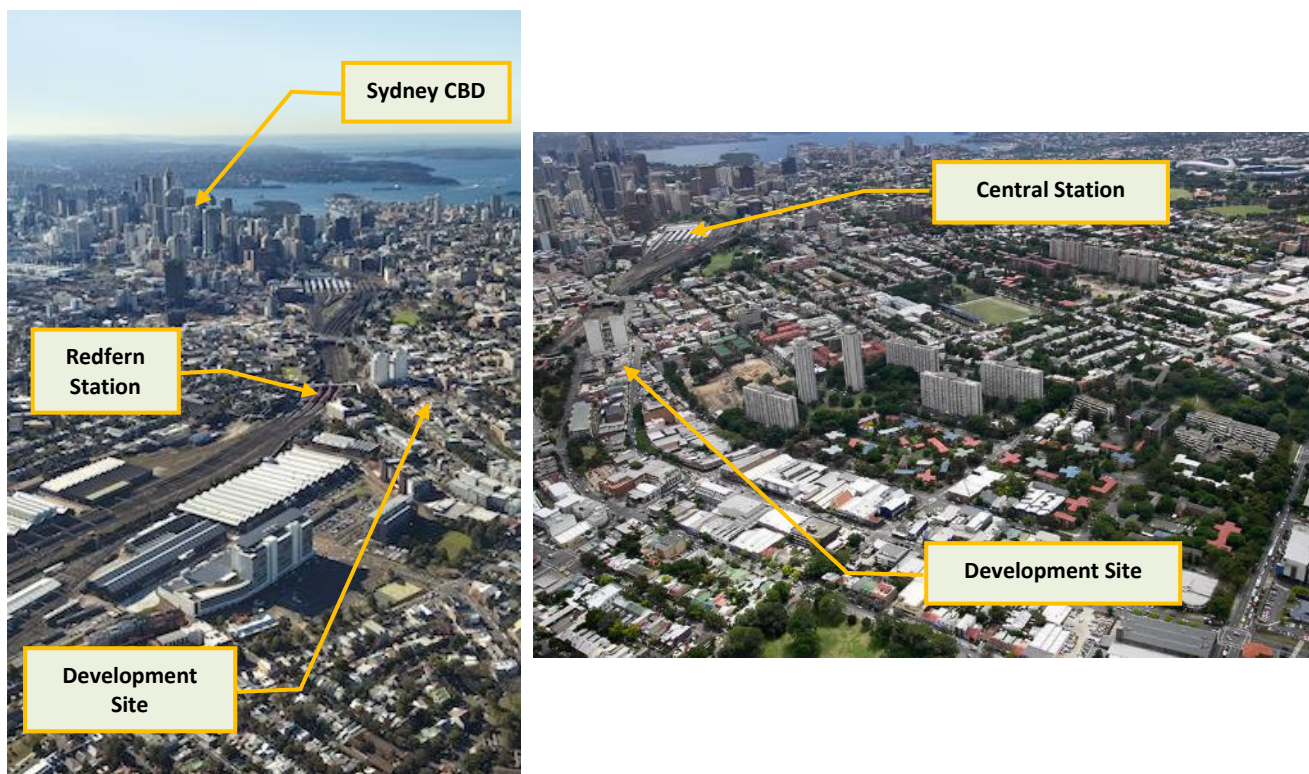 Sydney CBD
Redfern
Station
Development
Site
Central Station
Development Site